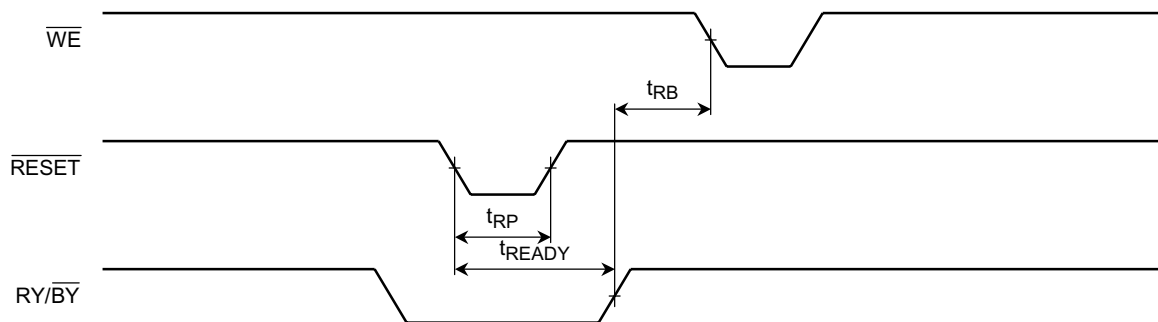 WE
tRB
RESET
tRP
tREADY
RY/BY